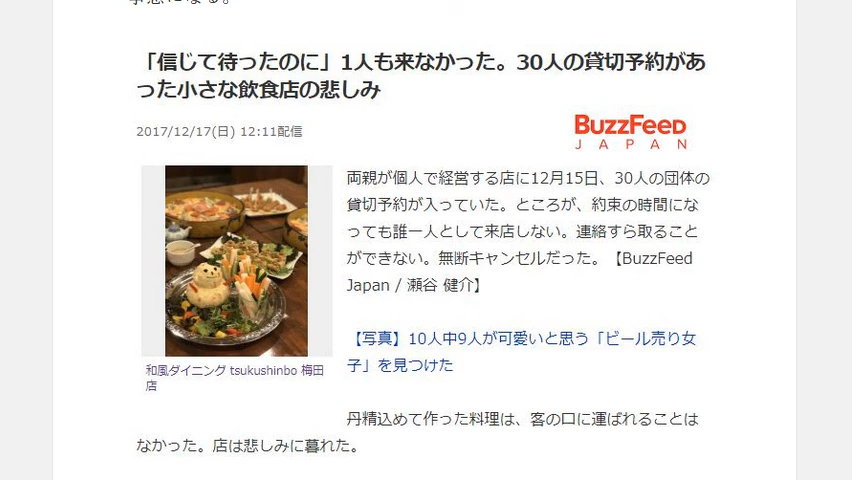 「信じて待ったのに」1人も来なかった。30人の貸切予約があ
った小さな飲食店の悲しみ
2017/12/17(日) 12:11配信
BuzzFeed
JAPAN
両親が個人で経営する店に12月15日、30人の団体の
貸切予約が入っていた。ところが、約束の時間にな
っても誰一人として来店しない。連絡すら取ること
ができない。無断キャンセルだった。【BuzzFeed
Japan / 瀬谷 健介】
【写真】10人中9人が可愛いと思う「ビール売り女
子」を見つけた
和風ダイニング tsukushinbo 梅田
店
丹精込めて作った料理は、客の口に運ばれることは
なかった。店は悲しみに暮れた。